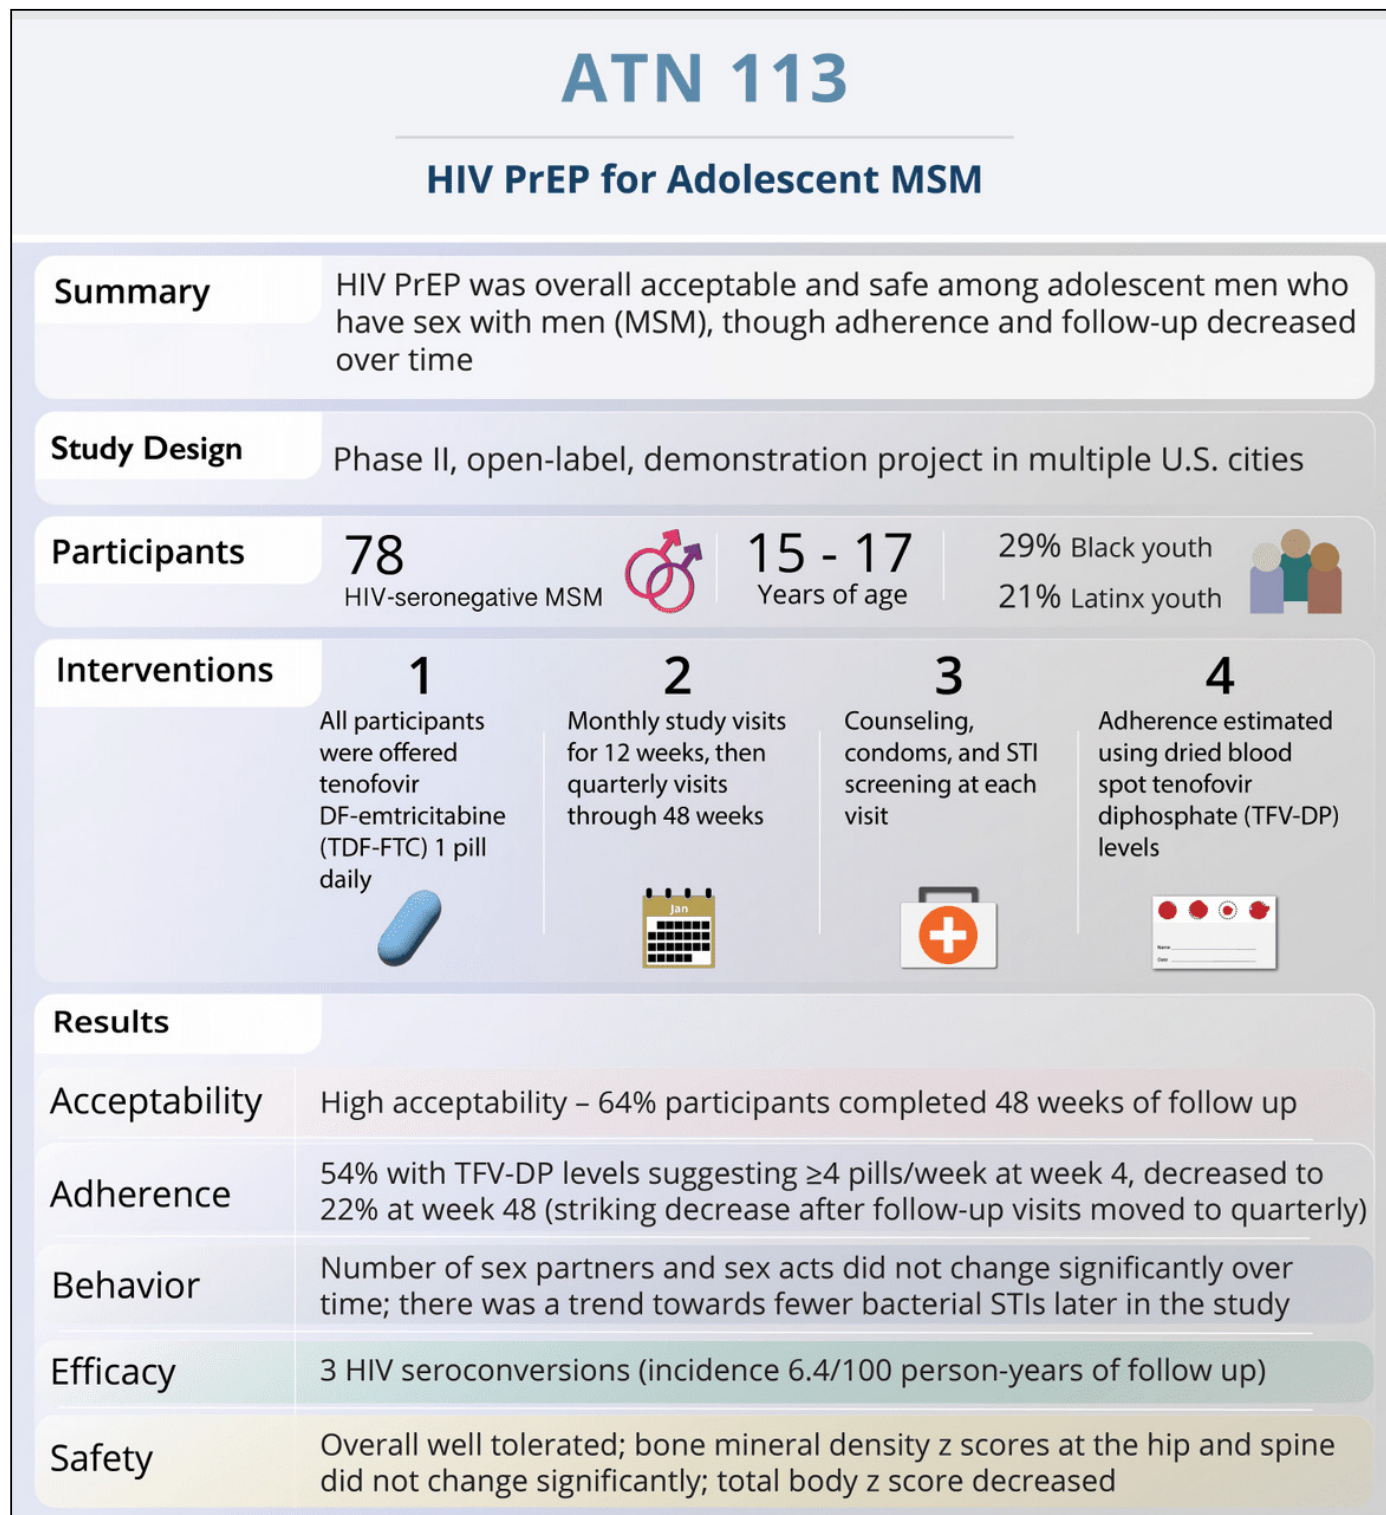 ATN 113
HIV PrEP for Adolescent MSM
Summary
HIV PrEP was overall acceptable and safe among adolescent men who
have sex with men (MSM), though adherence and follow-up decreased
over time
Study Design
Phase II, open-label, demonstration project in multiple U.S. cities
Participants
78
HIV-seronegative MSM
15 - 17
Years of age
29% Black youth
21% Latinx youth
Interventions
1
All participants
were offered
tenofovir
DF-emtricitabine
(TDF-FTC) 1 pill
daily
2
Monthly study visits
for 12 weeks, then
quarterly visits
through 48 weeks
Jan
3
Counseling,
condoms, and STI
screening at each
visit
4
Adherence estimated
using dried blood
spot tenofovir
diphosphate (TFV-DP)
levels
Name
Date
Results
Acceptability
High acceptability – 64% participants completed 48 weeks of follow up
Adherence
54% with TFV-DP levels suggesting ≥4 pills/week at week 4, decreased to
22% at week 48 (striking decrease after follow-up visits moved to quarterly)
Behavior
Number of sex partners and sex acts did not change significantly over
time; there was a trend towards fewer bacterial STIs later in the study
Efficacy
3 HIV seroconversions (incidence 6.4/100 person-years of follow up)
Safety
Overall well tolerated; bone mineral density z scores at the hip and spine
did not change significantly; total body z score decreased